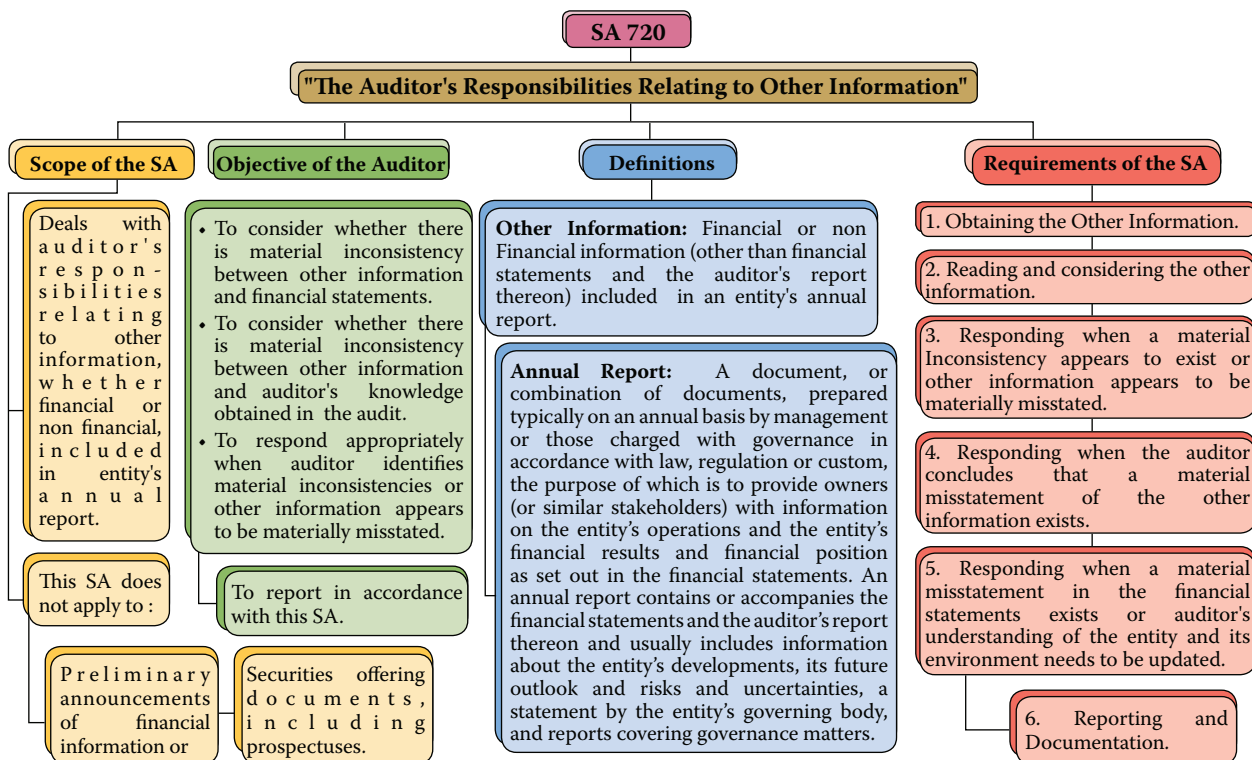 SA 720
"The Auditor's Responsibilities Relating to Other Information"
Scope of the SA
Deals with
auditor's
respon-
sibilities
relating
to other
information,
whether
financial or
non financial,
included
in entity's
annual
report.
This SA does
not apply to :
Preliminary
announcements
of financial
information or
Securities offering
documents,
including
prospectuses.
Objective of the Auditor
• To consider whether there
is material inconsistency
between other information
and financial statements.
• To consider whether there
is material inconsistency
between other information
and auditor's knowledge
obtained in the audit.
• To respond appropriately
when auditor identifies
material inconsistencies or
other information appears
to be materially misstated.
To report in accordance
with this SA.
Definitions
Other Information: Financial or non
Financial information (other than financial
statements and the auditor's report
thereon) included in an entity's annual
report.
Annual Report: A document, or
combination of documents, prepared
typically on an annual basis by management
or those charged with governance in
accordance with law, regulation or custom,
the purpose of which is to provide owners
(or similar stakeholders) with information
on the entity’s operations and the entity’s
financial results and financial position
as set out in the financial statements. An
annual report contains or accompanies the
financial statements and the auditor’s report
thereon and usually includes information
about the entity’s developments, its future
outlook and risks and uncertainties, a
statement by the entity’s governing body,
and reports covering governance matters.
Requirements of the SA
1. Obtaining the Other Information.
2. Reading and considering the other
information.
3. Responding when a material
Inconsistency appears to exist or
other information appears to be
materially misstated.
4. Responding when the auditor
concludes that a material
misstatement of the other
information exists.
5. Responding when a material
misstatement in the financial
statements exists or auditor's
understanding of the entity and its
environment needs to be updated.
6. Reporting and
Documentation.